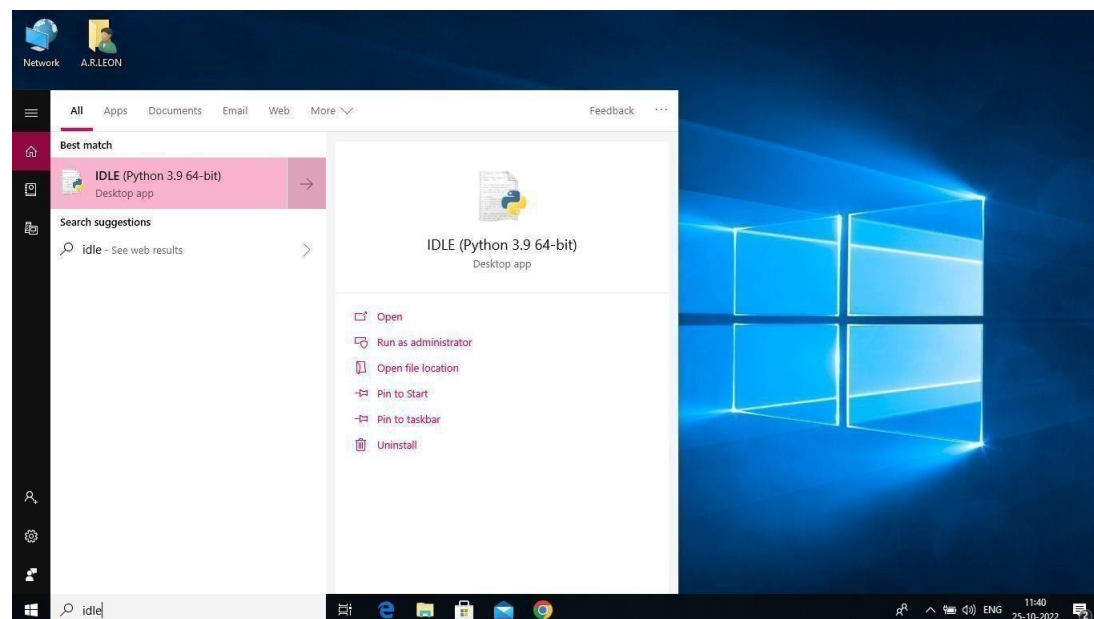 Network
A.R.LEON
All Apps Documents Email Web More Feedback ...
Best match
IDLE (Python 3.9 64-bit)
Desktop app
Search suggestions
idle - See web results
IDLE (Python 3.9 64-bit)
Desktop app
Open
Run as administrator
Open file location
Pin to Start
Pin to taskbar
Uninstall
idle
ENG
11:40
25-10-2022
2